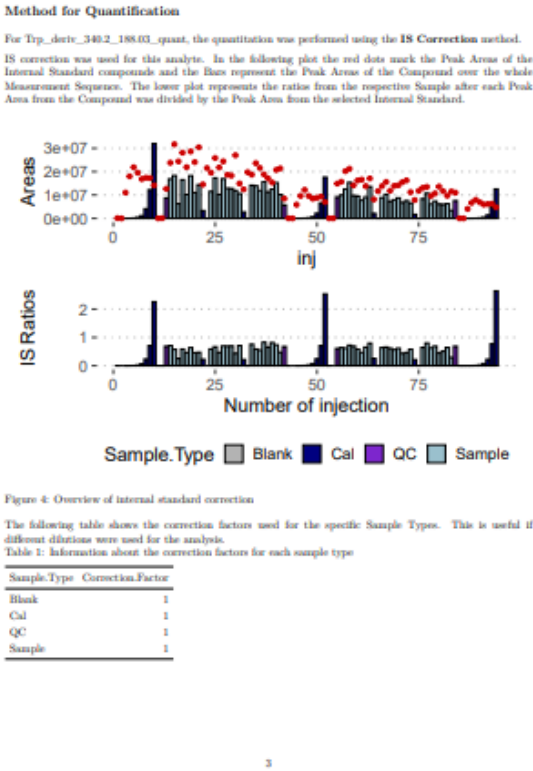 Method for Quantification
For Trp_deriv_340.2_188.03_quant, the quantitation was performed using the IS Correction method.
IS correction was used for this analyte. In the following plot the red dots mark the Peak Areas of the
Internal Standard compounds and the Bars represent the Peak Areas of the Compound over the whole
Measurement Sequence. The lower plot represents the ratios from the respective Sample after each Peak
Area from the Compound was divided by the Peak Area from the selected Internal Standard.
Areas
3e+07
2e+07
1e+07
0e+00
0 25 50 75
inj
IS Ratios
2
1
0
0 25 50 75
Number of injection
Sample.Type Blank Cal QC Sample
Figure 4: Overview of internal standard correction
The following table shows the correction factors used for the specific Sample Types. This is useful if
different dilutions were used for the analysis.
Table 1: Information about the correction factors for each sample type
Sample.Type Correction.Factor
Blank 1
Cal 1
QC 1
Sample 1
3